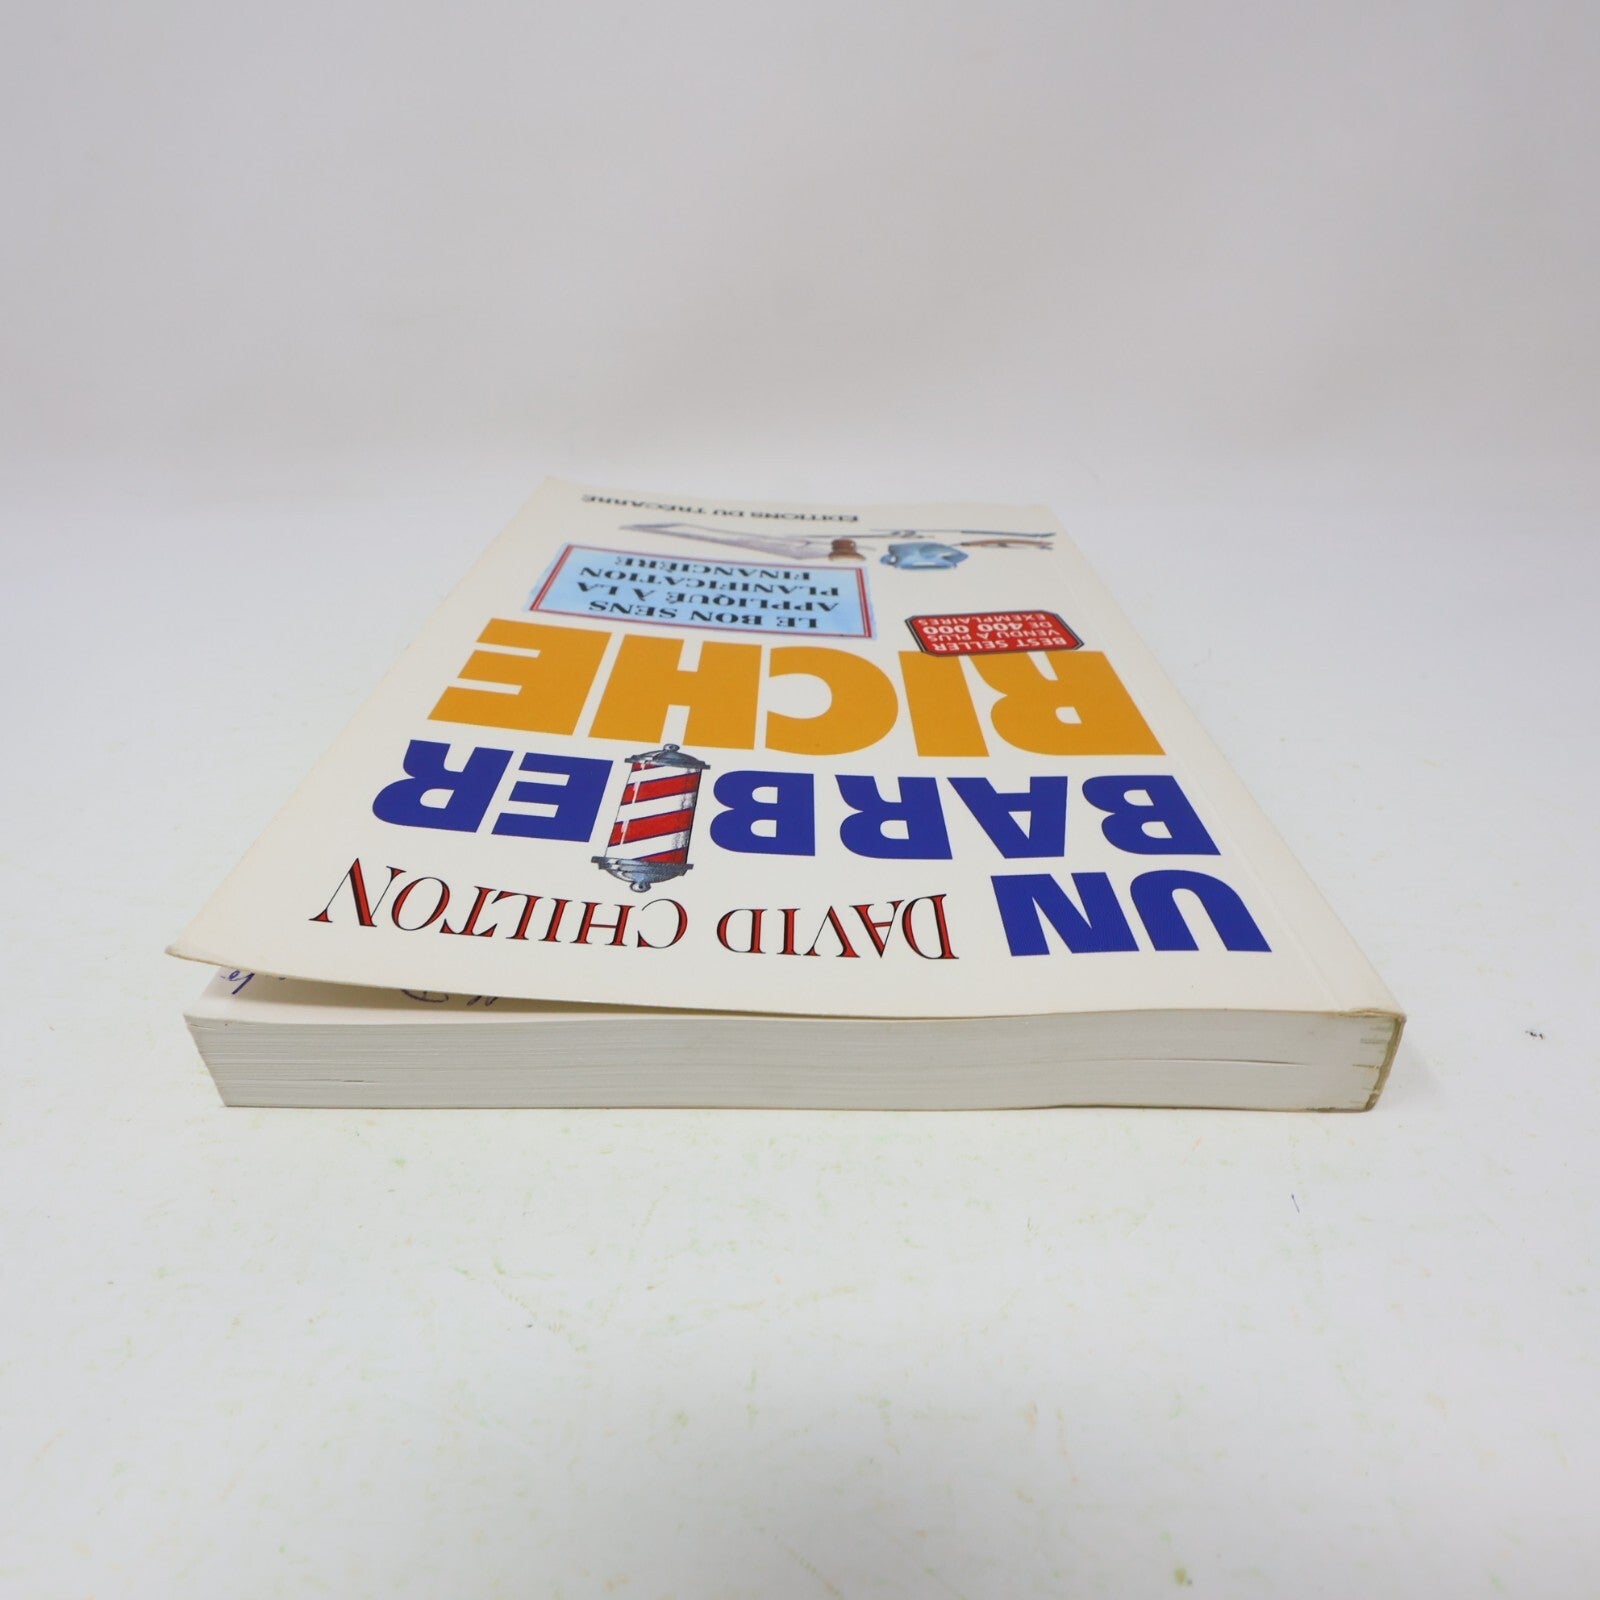 DAVID CHILTON
UN
BARBIER
RICHE
BEST SELLER
VENDU À PLUS
DE 400 000
EXEMPLAIRES
LE BON SENS
APPLIQUÉ À LA
PLANIFICATION
FINANCIÈRE
ÉDITIONS DU TRÉCARRÉ